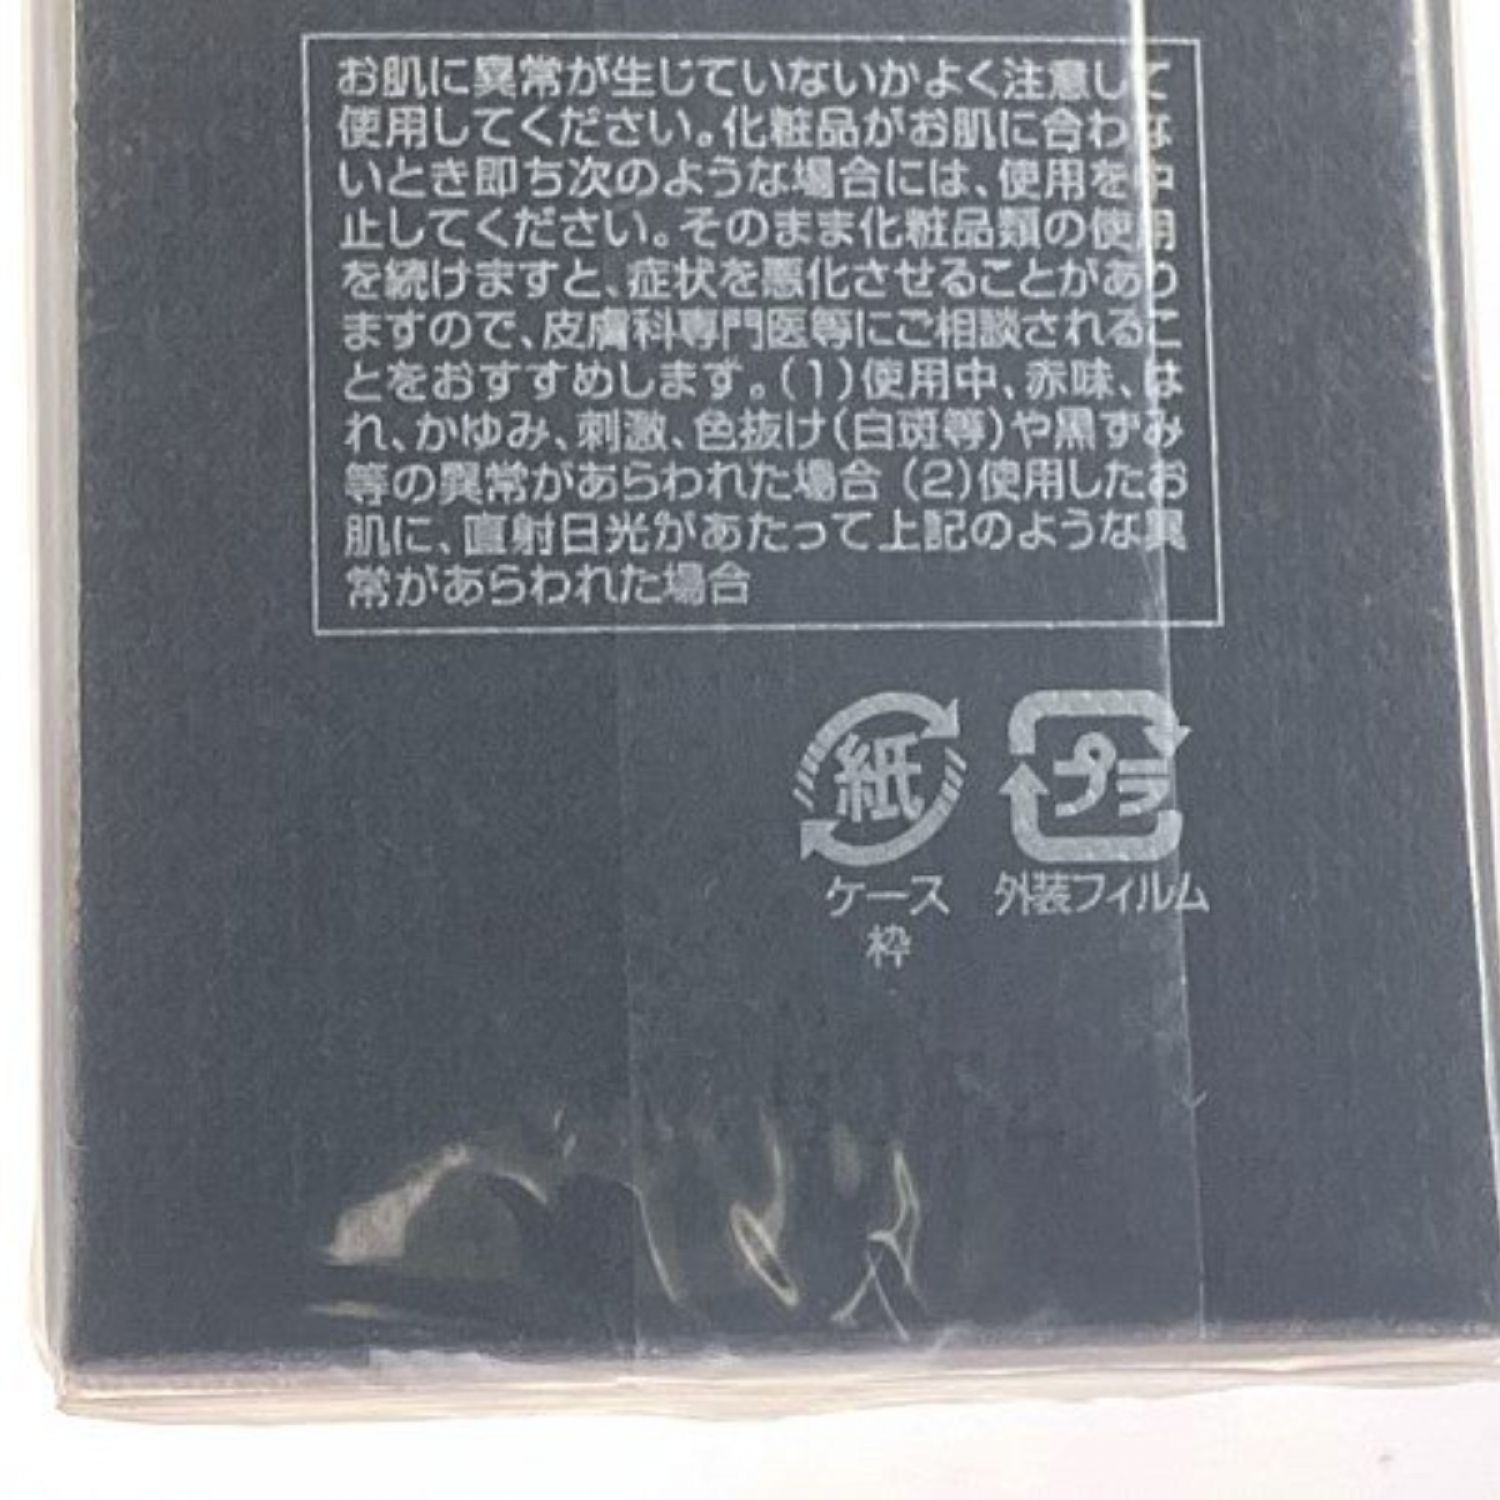 お肌に異常が生じていないかよく注意して
使用してください。化粧品がお肌に合わな
いとき即ち次のような場合には、使用を中
止してください。そのまま化粧品類の使用
を続けますと、症状を悪化させることがあり
ますので、皮膚科専門医等にご相談されるこ
とをおすすめします。(1)使用中、赤味、は
れ、かゆみ、刺激、色抜け(白斑等)や黒ずみ
等の異常があらわれた場合 (2)使用したお
肌に、直射日光があたって上記のような異
常があらわれた場合
紙
プラ
ケース
枠
外装フィルム